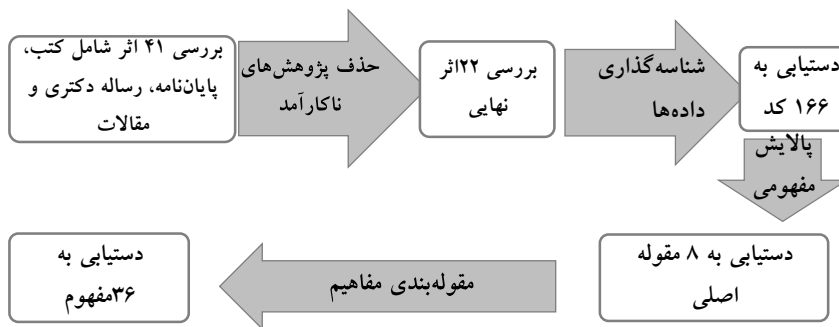 بررسی ۴۱ اثر شامل کتب،
پایان‌نامه، رساله دکتری و
مقالات
حذف پژوهش‌های
ناکارآمد
بررسی ۲۲اثر
نهایی
شناسه‌گذاری
داده‌ها
دستیابی به
۱۶۶ کد
پالایش
مفهومی
دستیابی به ۸ مقوله
اصلی
مقوله‌بندی مفاهیم
دستیابی به
۳۶مفهوم